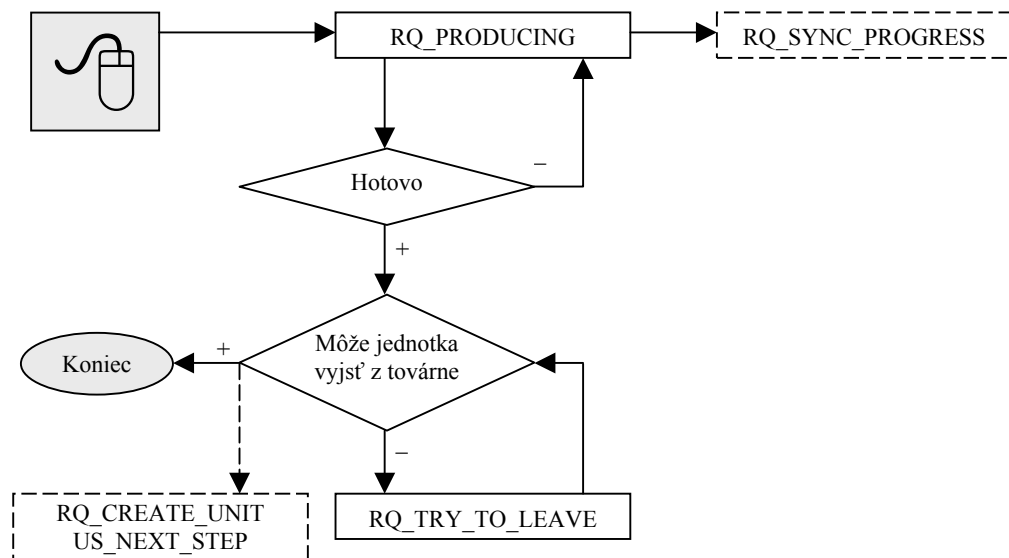 RQ_PRODUCING
RQ_SYNC_PROGRESS
Hotovo
–
+
Môže jednotka
vyjsť z továrne
+
Koniec
–
RQ_CREATE_UNIT
US_NEXT_STEP
RQ_TRY_TO_LEAVE